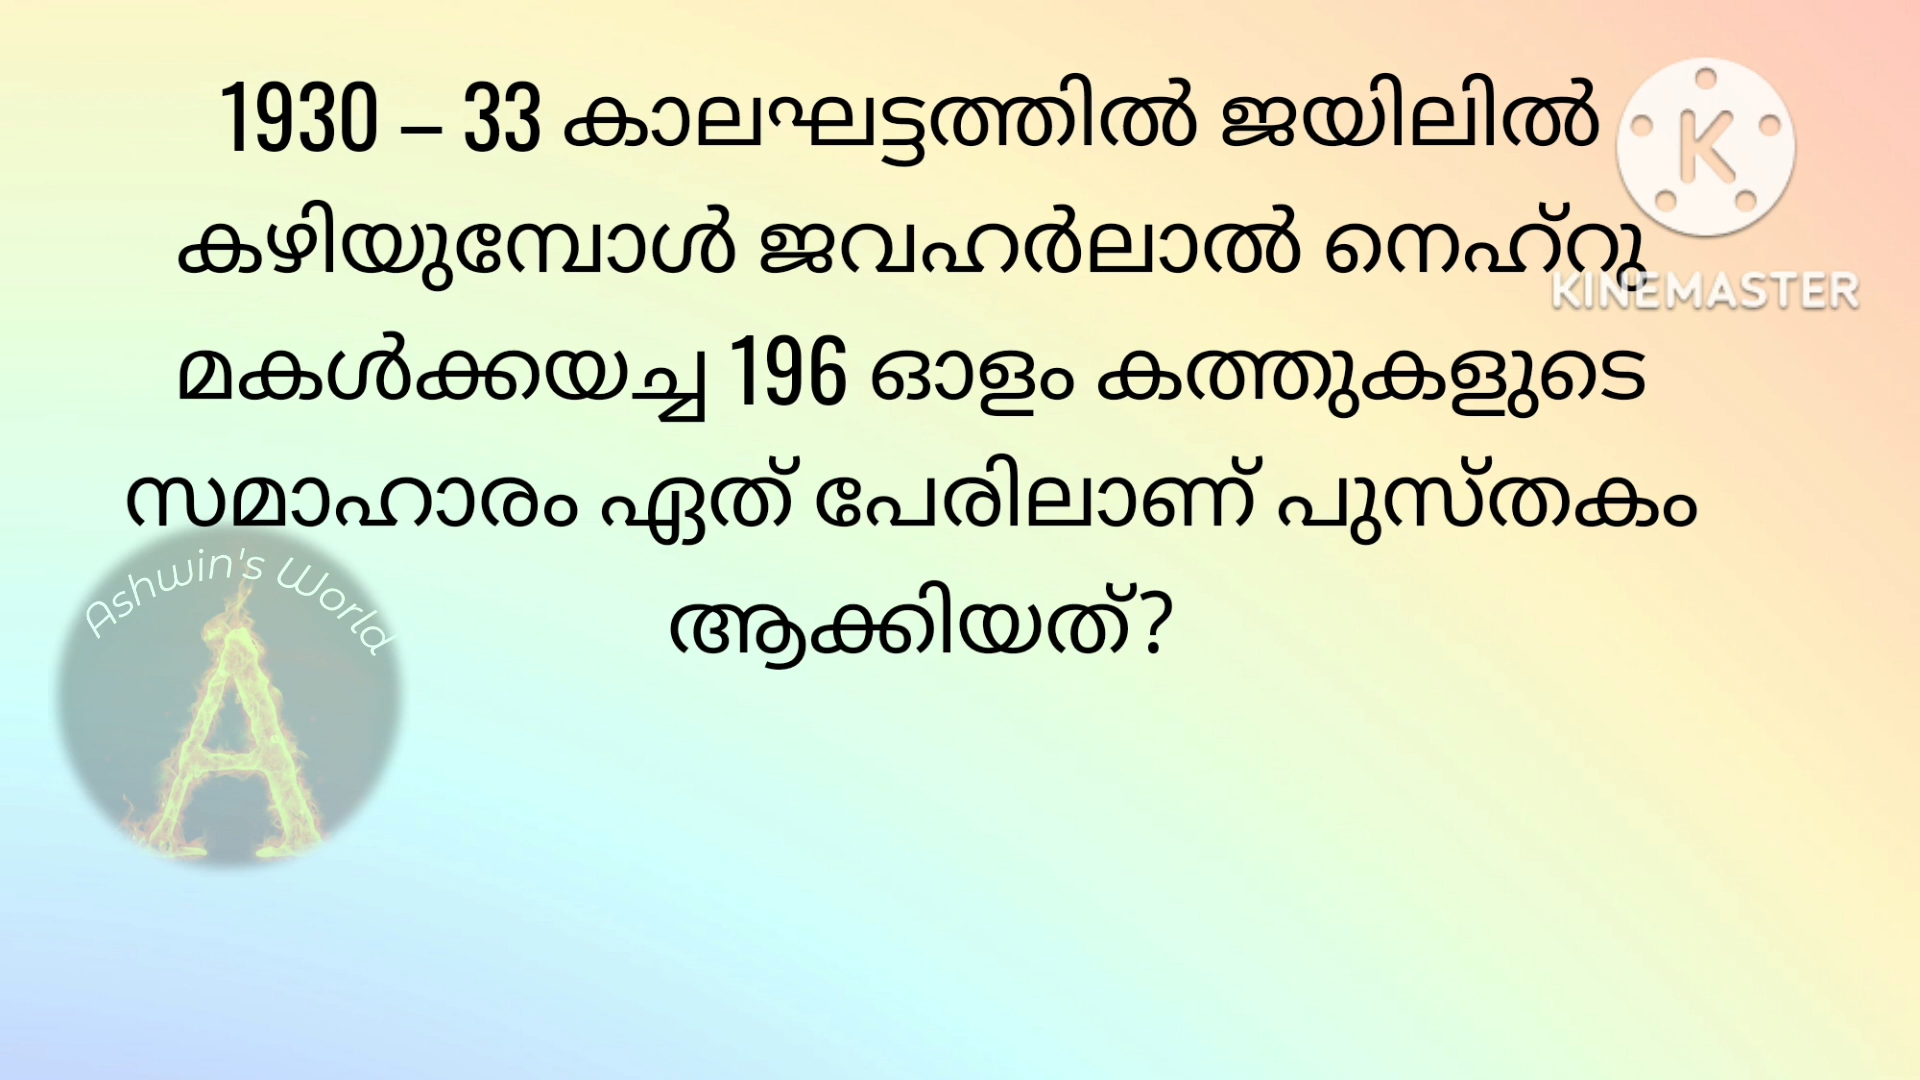 1930 – 33 കാലഘട്ടത്തിൽ ജയിലിൽ
കഴിയുമ്പോൾ ജവഹർലാൽ നെഹ്റു
മകൾക്കയച്ച 196 ഓളം കത്തുകളുടെ
സമാഹാരം ഏത് പേരിലാണ് പുസ്തകം
ആക്കിയത്?
K
KINEMASTER
Ashwin's World
A